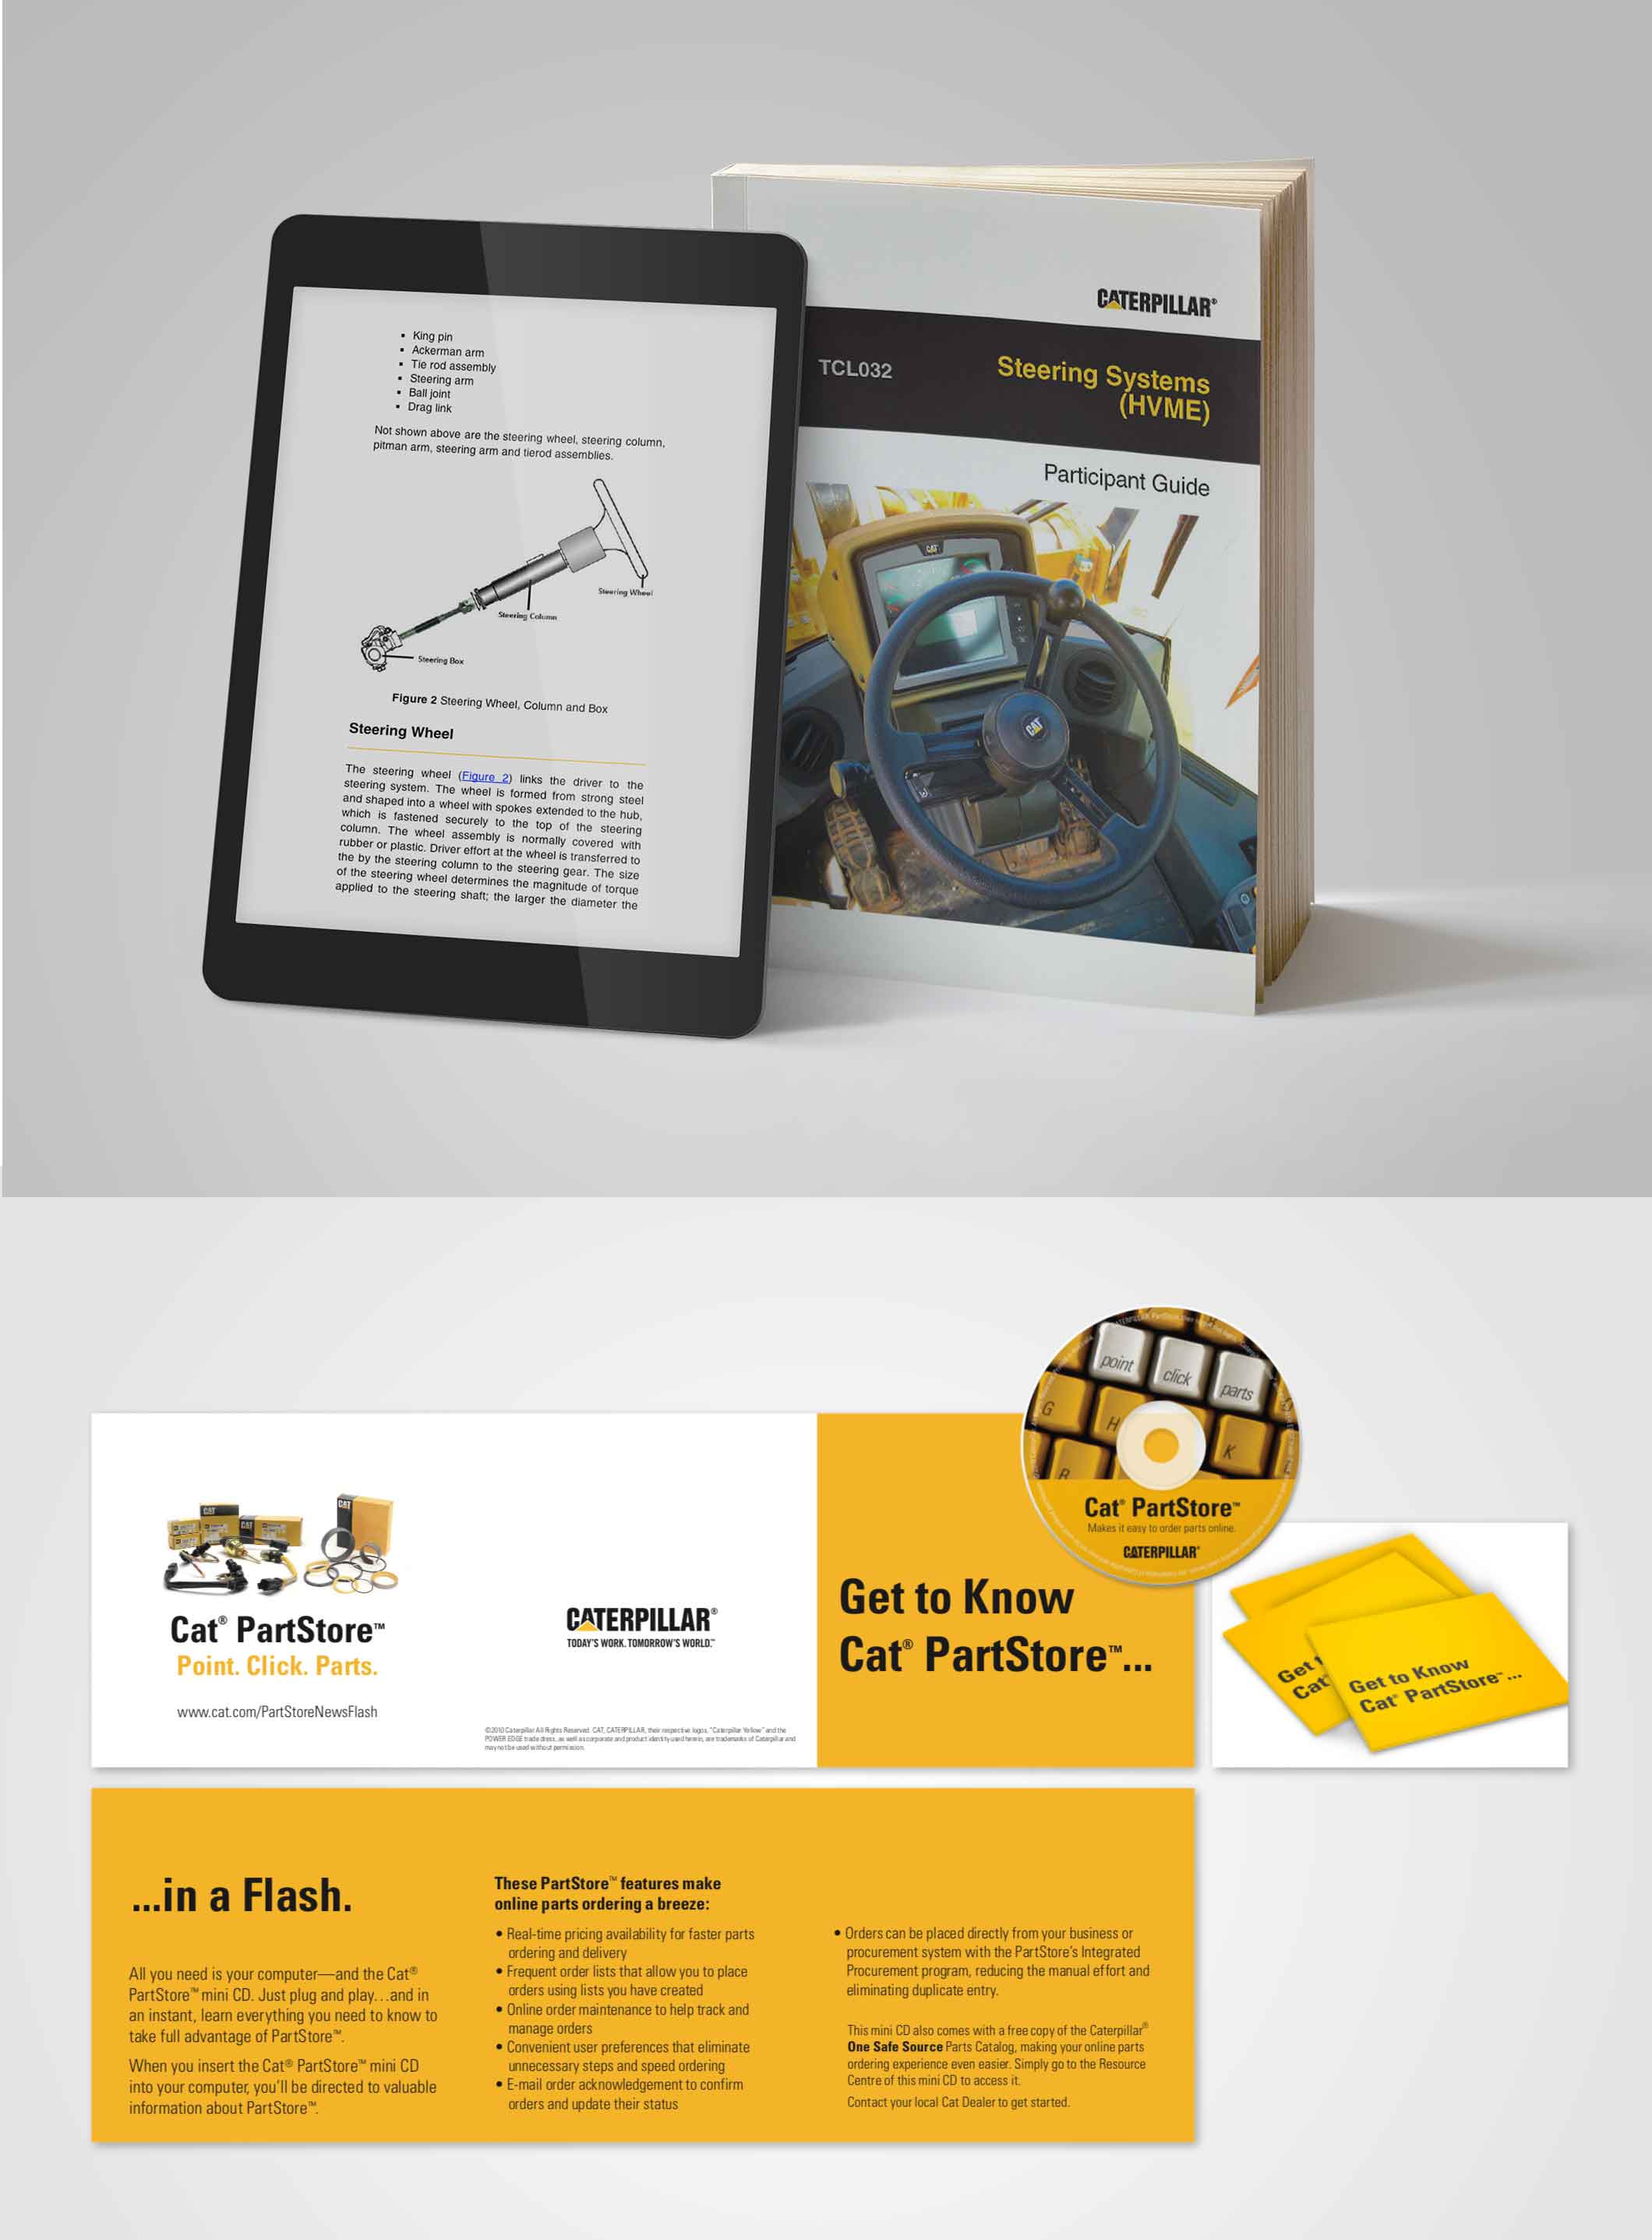 • King pin
• Ackerman arm
• Tie rod assembly
• Steering arm
• Ball joint
• Drag link
Not shown above are the steering wheel, steering column,
pitman arm, steering arm and tierod assemblies.
Steering Wheel
Steering Column
Steering Box
Figure 2 Steering Wheel, Column and Box
Steering Wheel
The steering wheel (Figure 2) links the driver to the
steering system. The wheel is formed from strong steel
and shaped into a wheel with spokes extended to the hub,
which is fastened securely to the top of the steering
column. The wheel assembly is normally covered with
rubber or plastic. Driver effort at the wheel is transferred to
the by the steering column to the steering gear. The size
of the steering wheel determines the magnitude of torque
applied to the steering shaft; the larger the diameter the
CATERPILLAR®
TCL032
Steering Systems
(HVME)
Participant Guide
CAT
CAT
point
click
parts
G
H
K
R
Cat® PartStore™
Makes it easy to order parts online.
CATERPILLAR®
CAT
CAT
CAT
Cat® PartStore™
Point. Click. Parts.
www.cat.com/PartStoreNewsFlash
CATERPILLAR®
TODAY'S WORK. TOMORROW'S WORLD.™
©2010 Caterpillar All Rights Reserved. CAT, CATERPILLAR, their respective logos, "Caterpillar Yellow" and the
POWER EDGE trade dress, as well as corporate and product identity used herein, are trademarks of Caterpillar and
may not be used without permission.
Get to Know
Cat® PartStore™...
Get
Cat
Get to Know
Cat® PartStore™...
...in a Flash.
All you need is your computer—and the Cat®
PartStore™ mini CD. Just plug and play...and in
an instant, learn everything you need to know to
take full advantage of PartStore™.
When you insert the Cat® PartStore™ mini CD
into your computer, you'll be directed to valuable
information about PartStore™.
These PartStore™ features make
online parts ordering a breeze:
• Real-time pricing availability for faster parts
ordering and delivery
• Frequent order lists that allow you to place
orders using lists you have created
• Online order maintenance to help track and
manage orders
• Convenient user preferences that eliminate
unnecessary steps and speed ordering
• E-mail order acknowledgement to confirm
orders and update their status
• Orders can be placed directly from your business or
procurement system with the PartStore's Integrated
Procurement program, reducing the manual effort and
eliminating duplicate entry.
This mini CD also comes with a free copy of the Caterpillar®
One Safe Source Parts Catalog, making your online parts
ordering experience even easier. Simply go to the Resource
Centre of this mini CD to access it.
Contact your local Cat Dealer to get started.